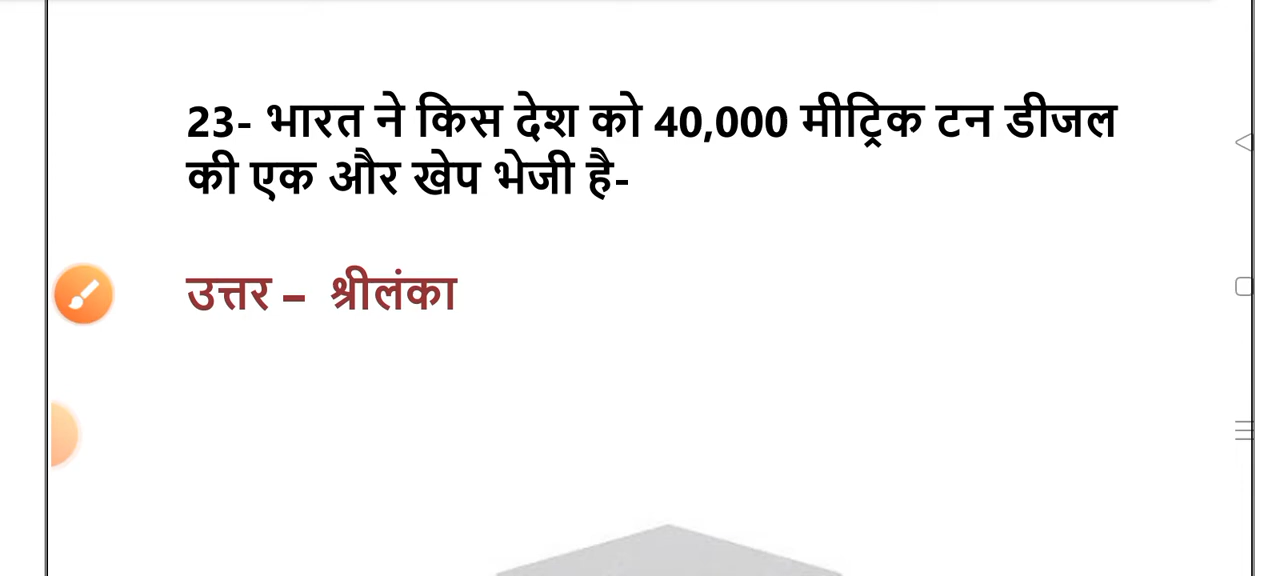 23- भारत ने किस देश को 40,000 मीट्रिक टन डीजल
की एक और खेप भेजी है-
उत्तर – श्रीलंका